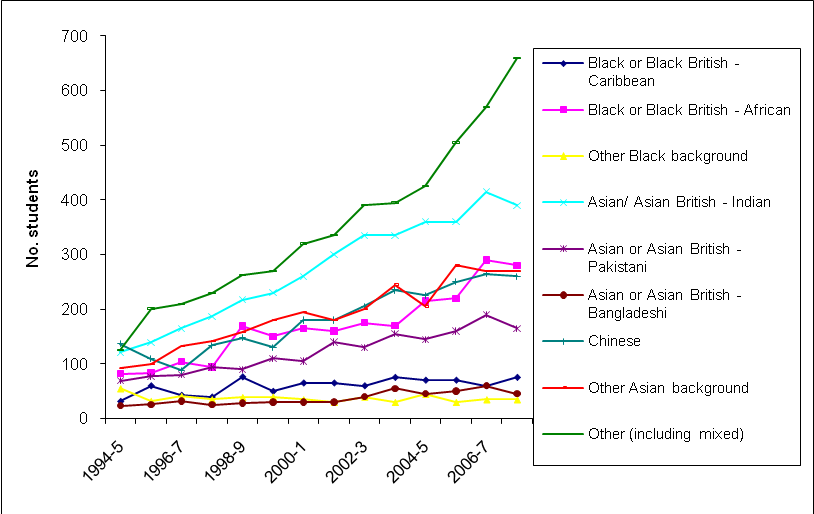 700
600
500
400
300
200
100
0
No. students
1994-5
1996-7
1998-9
2000-1
2002-3
2004-5
2006-7
Black or Black British -
Caribbean
Black or Black British - African
Other Black background
Asian/ Asian British - Indian
Asian or Asian British -
Pakistani
Asian or Asian British -
Bangladeshi
Chinese
Other Asian background
Other (including mixed)